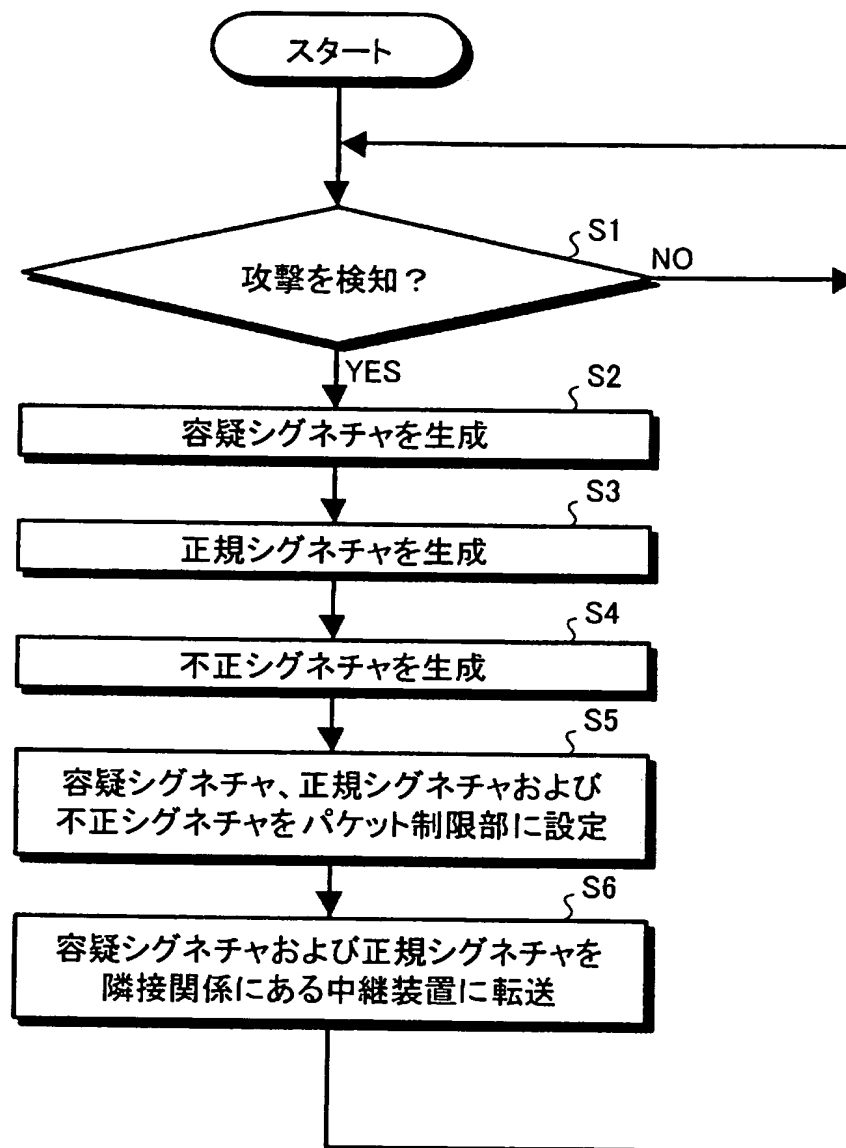 スタート
S1
攻撃を検知?
NO
YES
S2
容疑シグネチャを生成
S3
正規シグネチャを生成
S4
不正シグネチャを生成
S5
容疑シグネチャ、正規シグネチャおよび
不正シグネチャをパケット制限部に設定
S6
容疑シグネチャおよび正規シグネチャを
隣接関係にある中継装置に転送